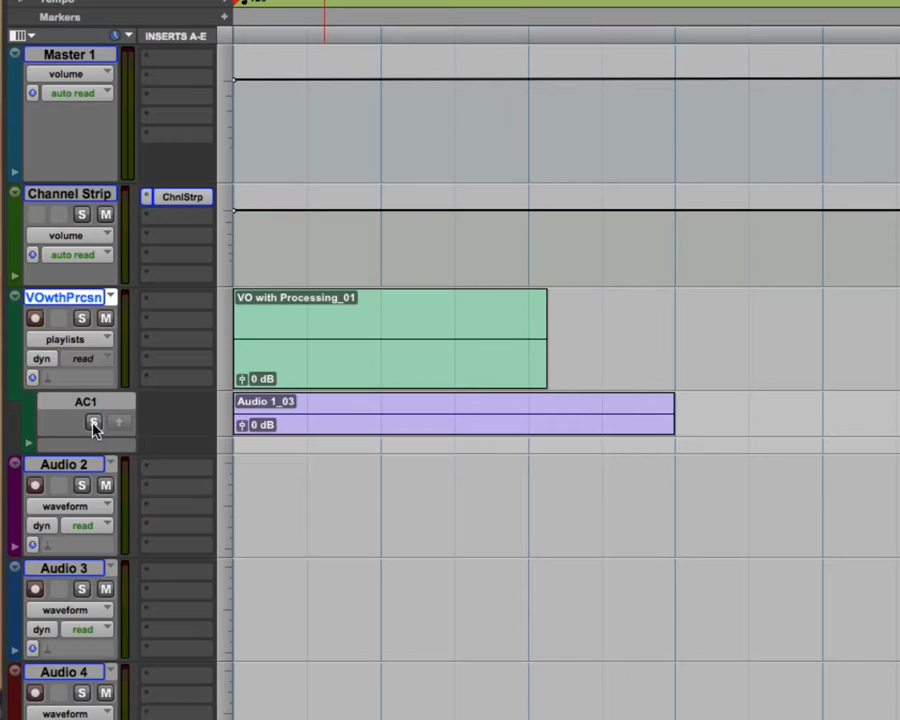 Markers
INSERTS A-E
Master 1
volume
auto read
Channel Strip
S M
ChnlStrp
volume
auto read
VOwthPrcsn
VO with Processing_01
S M
playlists
dyn read
0 dB
AC1
Audio 1_03
S
0 dB
Audio 2
S M
waveform
dyn read
Audio 3
S M
waveform
dyn read
Audio 4
S M
waveform